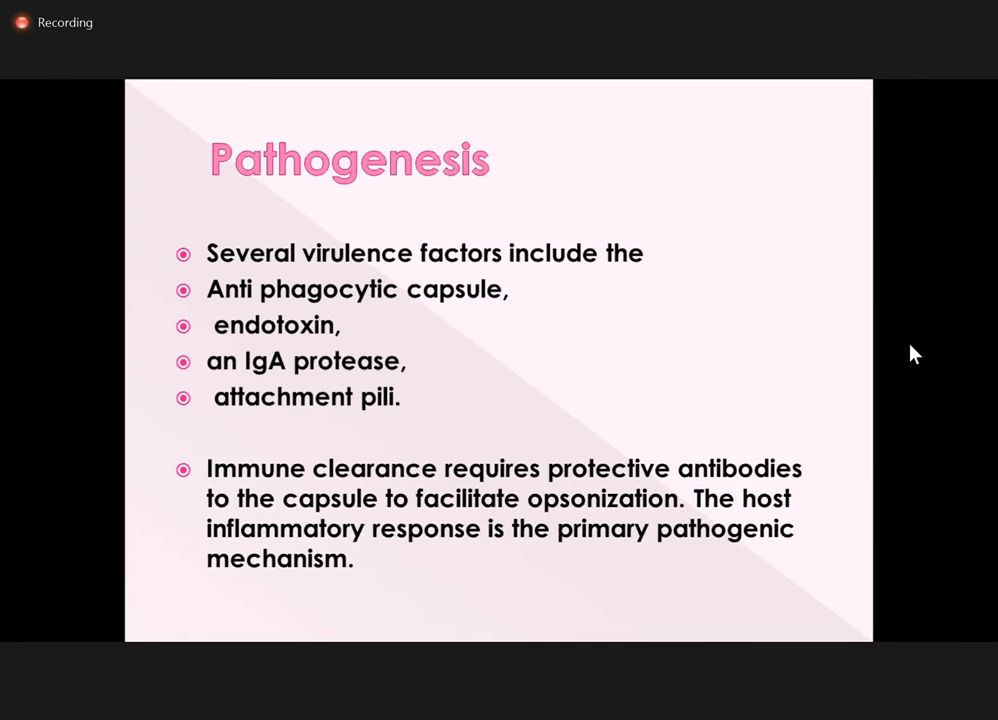 Recording
Pathogenesis
Several virulence factors include the
Anti phagocytic capsule,
endotoxin,
an IgA protease,
attachment pili.
Immune clearance requires protective antibodies
to the capsule to facilitate opsonization. The host
inflammatory response is the primary pathogenic
mechanism.